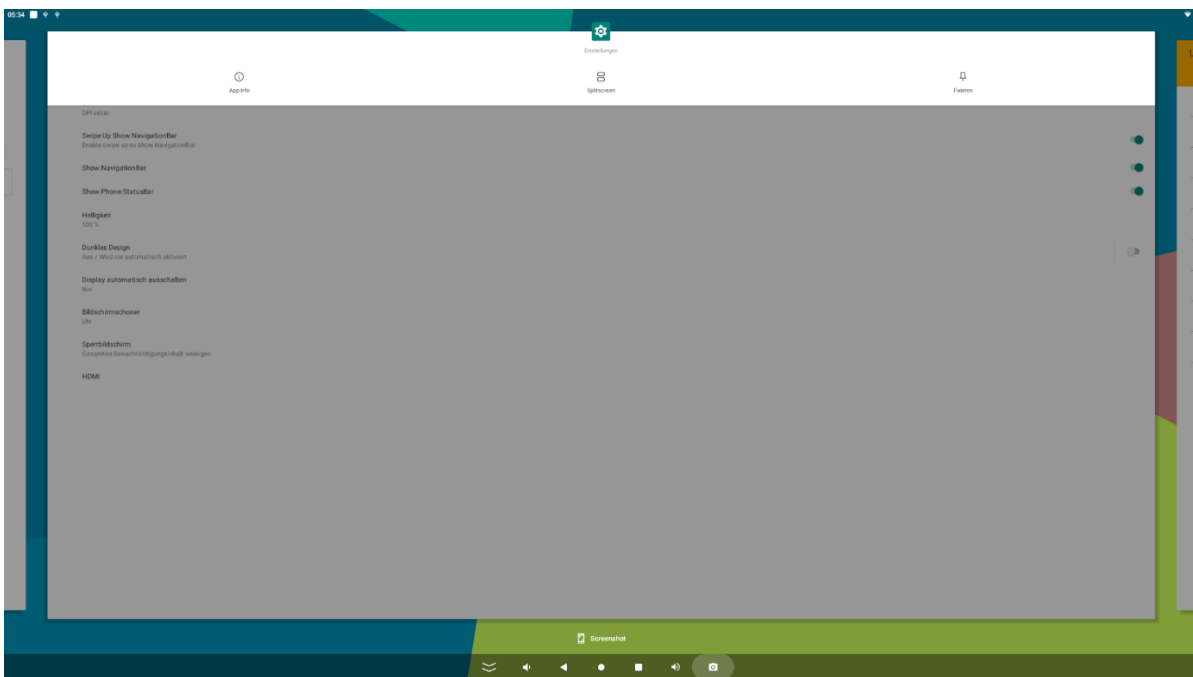 05:34
Einstellungen
App-Info
Splitscreen
Fixieren
DPI value
Swipe Up Show NavigationBar
Enable swipe up to Show NavigationBar
Show NavigationBar
Show Phone StatusBar
Helligkeit
100 %
Dunkles Design
Aus / Wird nie automatisch aktiviert
Display automatisch ausschalten
Nie
Bildschirmschoner
Uhr
Sperrbildschirm
Gesamten Benachrichtigungsinhalt anzeigen
HDMI
Screenshot